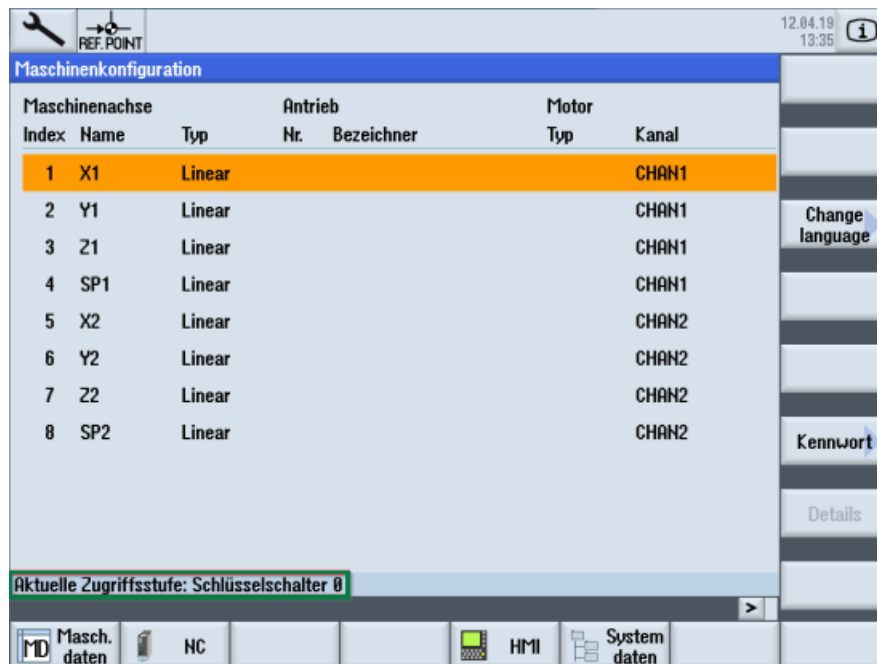 REF. POINT
12.04.19
13:35
Maschinenkonfiguration
Maschinenachse Antrieb Motor
Index Name Typ Nr. Bezeichner Typ Kanal
1 X1 Linear CHAN1
2 Y1 Linear CHAN1
3 Z1 Linear CHAN1
4 SP1 Linear CHAN1
5 X2 Linear CHAN2
6 Y2 Linear CHAN2
7 Z2 Linear CHAN2
8 SP2 Linear CHAN2
Change
language
Kennwort
Details
Aktuelle Zugriffsstufe: Schlüsselschalter 0
>
MD Masch.
daten
NC
HMI
System
daten